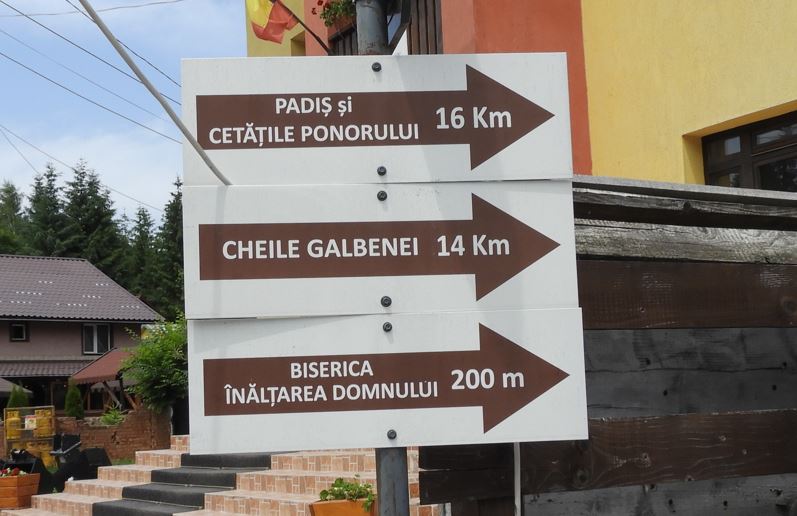 PADIȘ și
CETĂȚILE PONORULUI 16 Km
CHEILE GALBENEI 14 Km
BISERICA
ÎNĂLȚAREA DOMNULUI 200 m